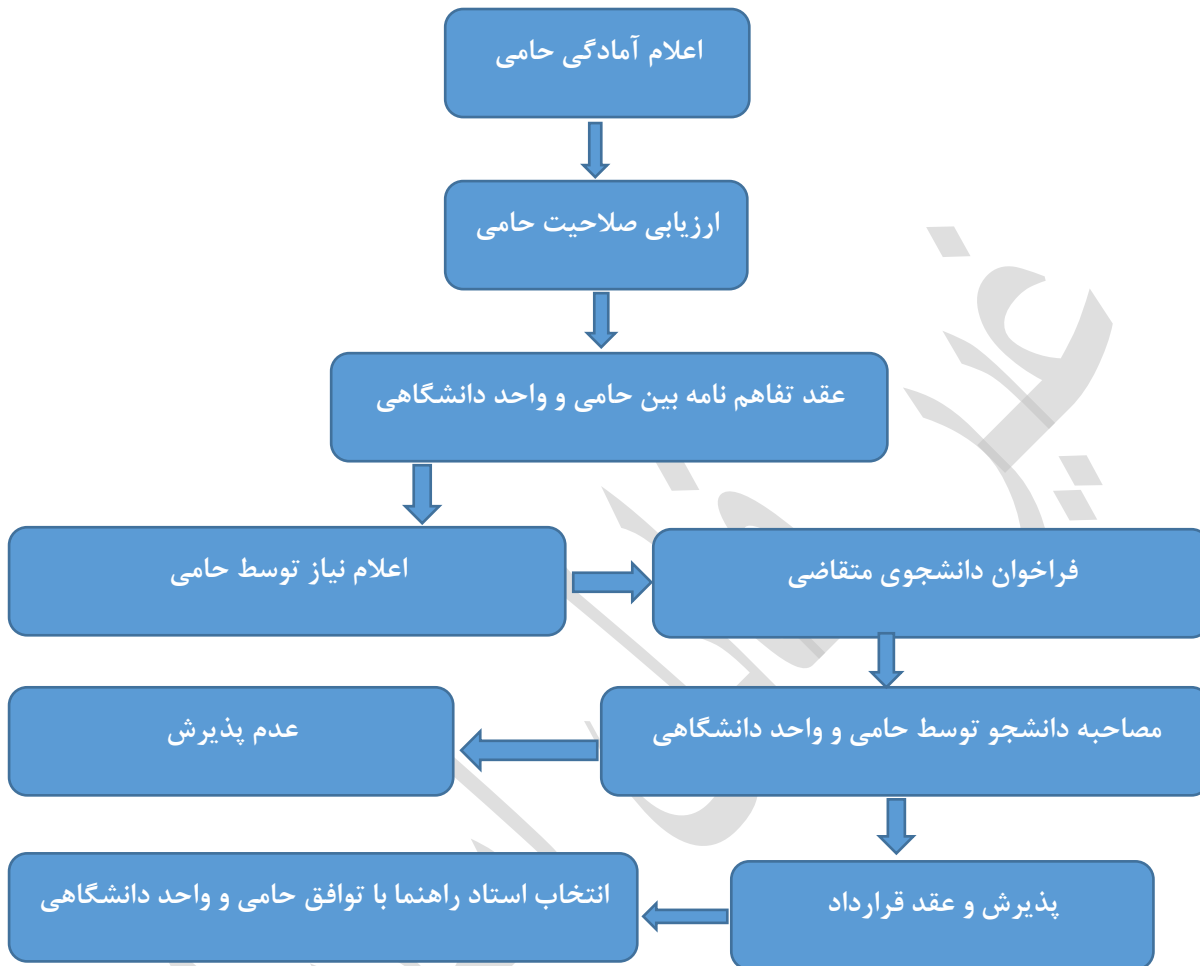 اعلام آمادگی حامی
ارزیابی صلاحیت حامی
عقد تفاهم نامه بین حامی و واحد دانشگاهی
اعلام نیاز توسط حامی
فراخوان دانشجوی متقاضی
مصاحبه دانشجو توسط حامی و واحد دانشگاهی
عدم پذیرش
پذیرش و عقد قرارداد
انتخاب استاد راهنما با توافق حامی و واحد دانشگاهی